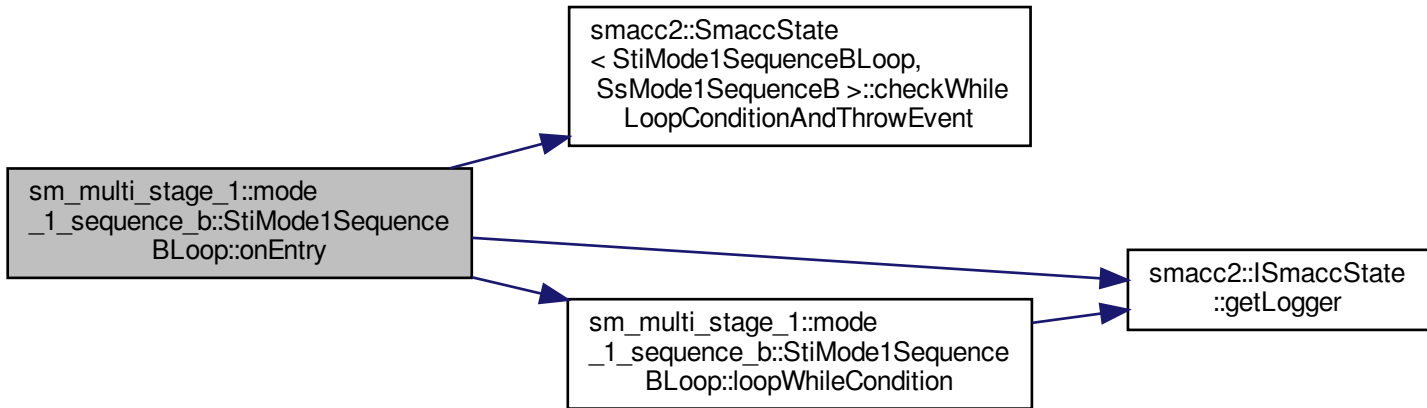 smacc2::SmaccState
< StiMode1SequenceBLoop,
SsMode1SequenceB >::checkWhile
LoopConditionAndThrowEvent
sm_multi_stage_1::mode
_1_sequence_b::StiMode1Sequence
BLoop::onEntry
smacc2::ISmaccState
::getLogger
sm_multi_stage_1::mode
_1_sequence_b::StiMode1Sequence
BLoop::loopWhileCondition